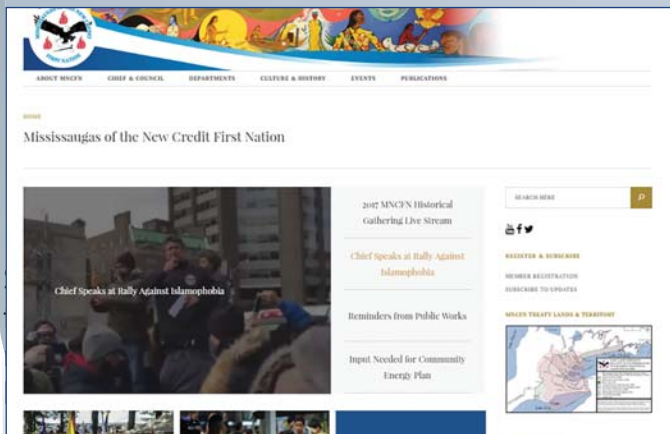 FIRST NATION
ABOUT MNCFN CHIEF & COUNCIL DEPARTMENTS CULTURE & HISTORY EVENTS PUBLICATIONS
HOME
Mississaugas of the New Credit First Nation
Chief Speaks at Rally Against Islamophobia
2017 MNCFN Historical
Gathering Live Stream
Chief Speaks at Rally Against
Islamophobia
Reminders from Public Works
Input Needed for Community
Energy Plan
SEARCH HERE
REGISTER & SUBSCRIBE
MEMBER REGISTRATION
SUBSCRIBE TO UPDATES
MNCFN TREATY LANDS & TERRITORY